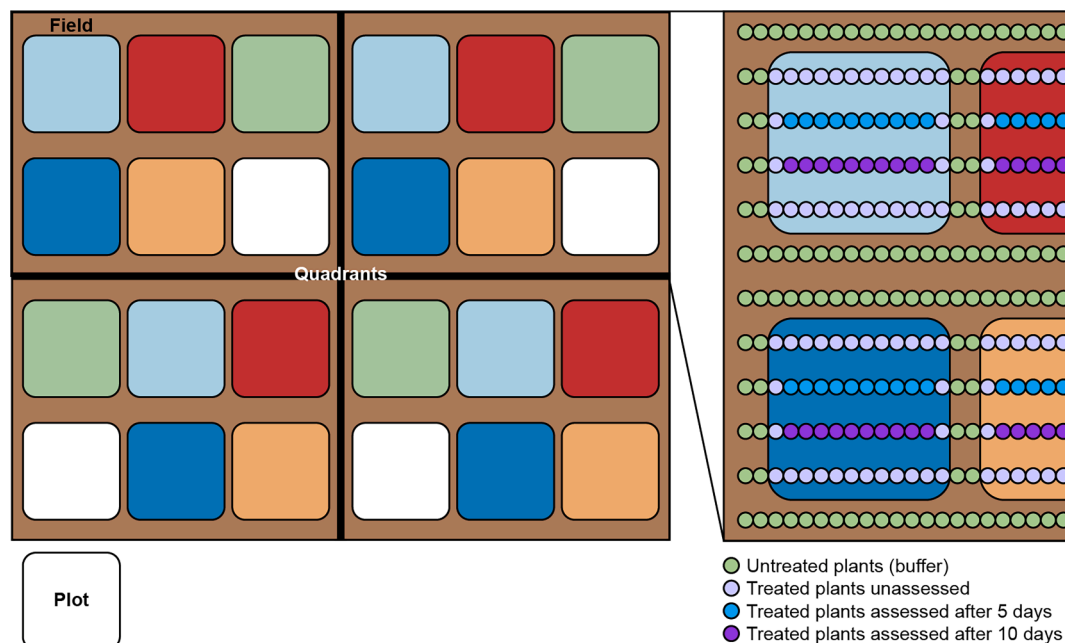 Field
Quadrants
Plot
Untreated plants (buffer)
Treated plants unassessed
Treated plants assessed after 5 days
Treated plants assessed after 10 days